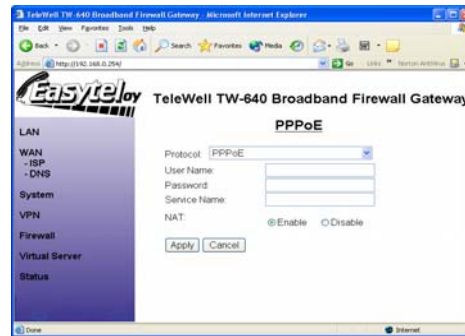 TeleWell TW-640 Broadband Firewall Gateway - Microsoft Internet Explorer
File Edit View Favorites Tools Help
Back Search Favorites Media
Address http://192.168.0.254/ Go Links Norton AntiVirus
Easytel oy
TeleWell TW-640 Broadband Firewall Gateway
PPPoE
LAN
WAN
- ISP
- DNS
System
VPN
Firewall
Virtual Server
Status
Protocol: PPPoE
User Name:
Password
Service Name:
NAT: Enable Disable
Apply Cancel
Done Internet